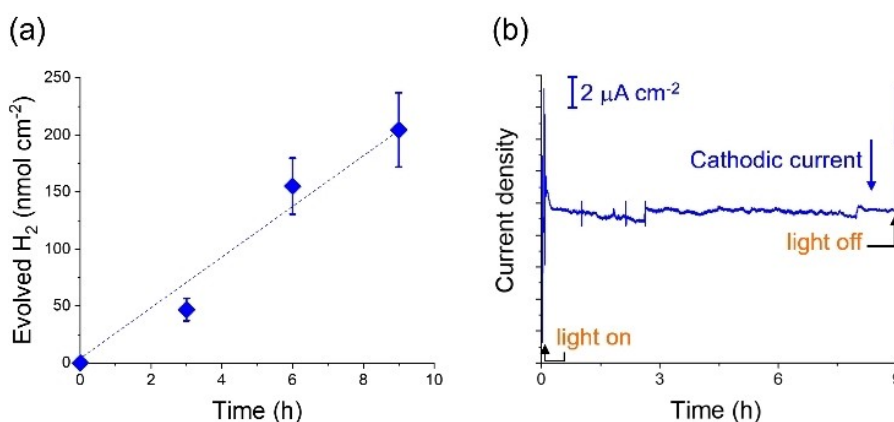 (a)
Evolved H₂ (nmol cm⁻²)
250
200
150
100
50
0
0 2 4 6 8 10
Time (h)
(b)
Current density
2 μA cm⁻²
Cathodic current
light off
light on
0 3 6 9
Time (h)